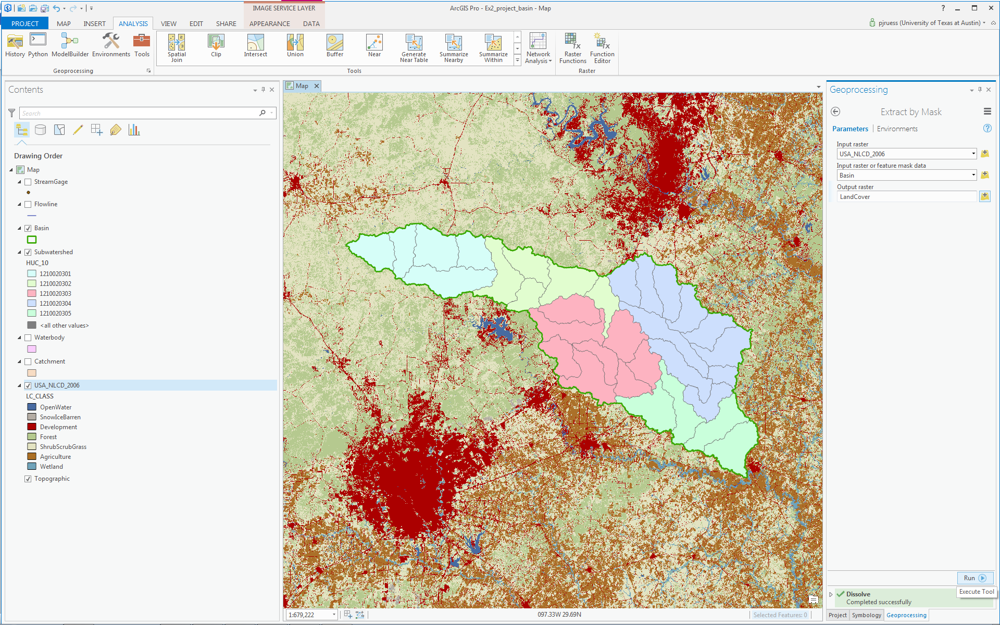 IMAGE SERVICE LAYER
ArcGIS Pro - Ex2_project_basin - Map
?
PROJECT MAP INSERT ANALYSIS VIEW EDIT SHARE APPEARANCE DATA
pjruess (University of Texas at Austin)
History Python ModelBuilder Environments Tools
Spatial Join
Clip
Intersect
Union
Buffer
Near
Generate Near Table
Summarize Nearby
Summarize Within
Network Analysis
Raster Functions
Function Editor
Geoprocessing
Tools
Raster
Contents
Search
Drawing Order
Map
StreamGage
Flowline
Basin
Subwatershed
HUC_10
1210020301
1210020302
1210020303
1210020304
1210020305
<all other values>
Waterbody
Catchment
USA_NLCD_2006
LC_CLASS
OpenWater
SnowIceBarren
Development
Forest
ShrubScrubGrass
Agriculture
Wetland
Topographic
Map
1:679,222
097.33W 29.69N
Selected Features: 0
Geoprocessing
Extract by Mask
Parameters | Environments
?
Input raster
USA_NLCD_2006
Input raster or feature mask data
Basin
Output raster
LandCover
Run
Execute Tool
Dissolve
Completed successfully
Project Symbology Geoprocessing